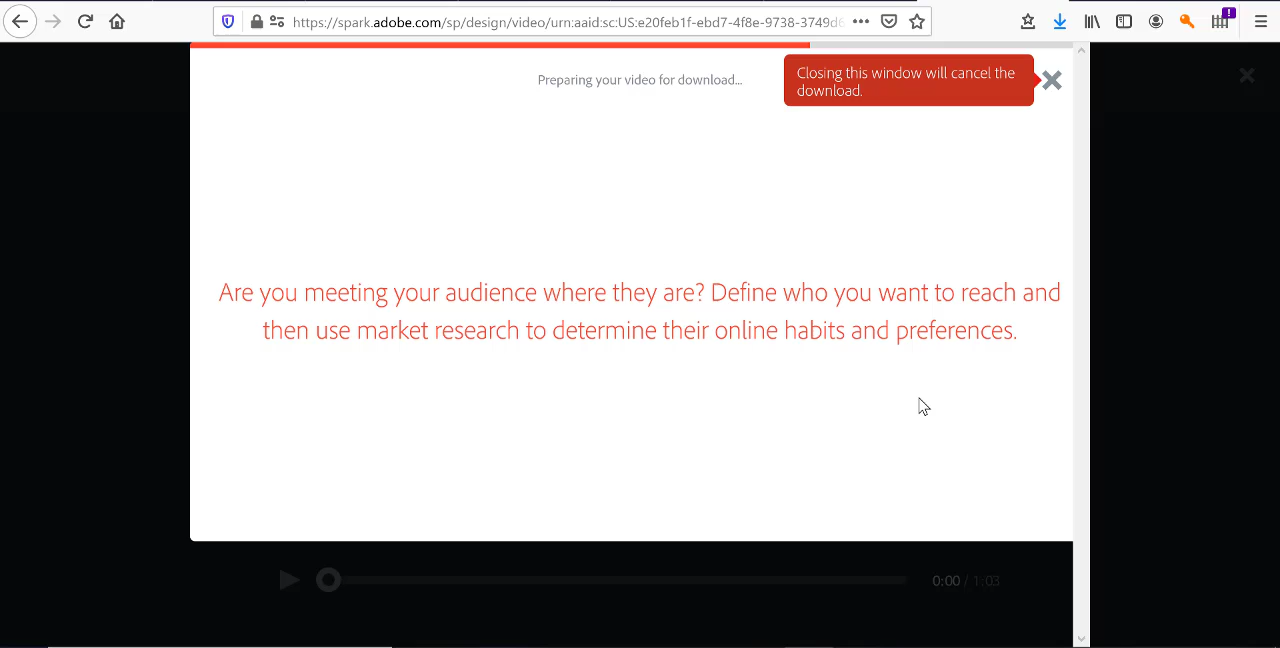 https://spark.adobe.com/sp/design/video/urn:aaid:sc:US:e20feb1f-ebd7-4f8e-9738-3749d
Preparing your video for download...
Closing this window will cancel the
download.
Are you meeting your audience where they are? Define who you want to reach and
then use market research to determine their online habits and preferences.
0:00 / 1:03